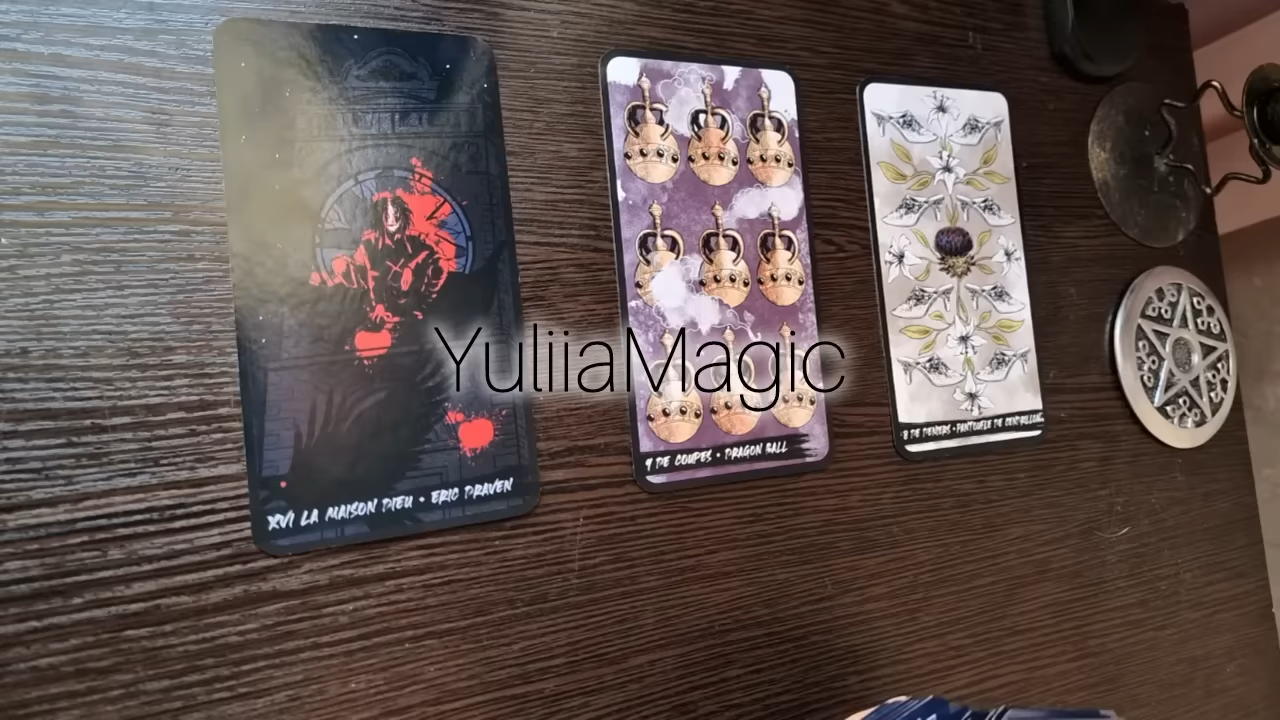 XVI LA MAISON DIEU • ERIC DRAVEN
9 DE COUPES • DRAGON BALL
8 DE DENIERS • PANTOUFLE DE CENDRILLON
YuliiaMagic